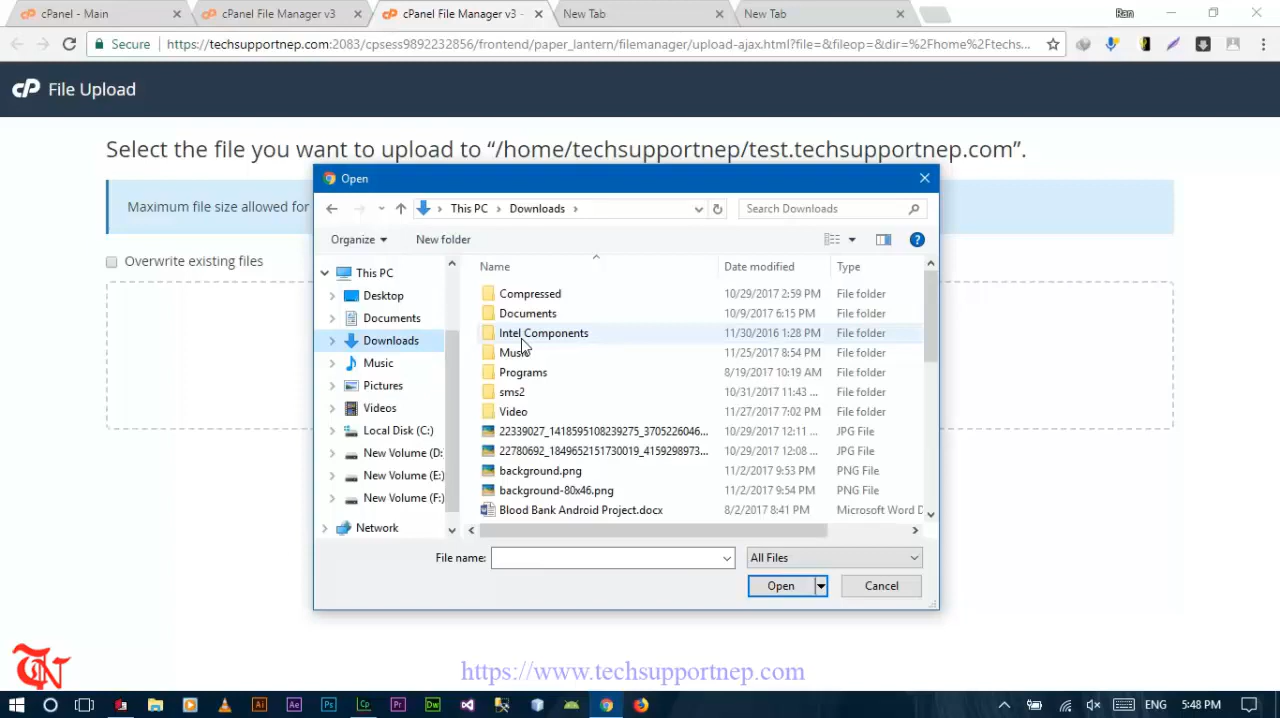 cPanel - Main
cPanel File Manager v3
cPanel File Manager v3 -
New Tab
New Tab
Ran
Secure
https://techsupportnep.com:2083/cpsess9892232856/frontend/paper_lantern/filemanager/upload-ajax.html?file=&fileop=&dir=%2Fhome%2Ftechs...
cP File Upload
Select the file you want to upload to “/home/techsupportnep/test.techsupportnep.com”.
Maximum file size allowed for
Overwrite existing files
Open
This PC > Downloads >
Search Downloads
Organize
New folder
This PC
Desktop
Documents
Downloads
Music
Pictures
Videos
Local Disk (C:)
New Volume (D:
New Volume (E:)
New Volume (F:)
Network
Name Date modified Type
Compressed 10/29/2017 2:59 PM File folder
Documents 10/9/2017 6:15 PM File folder
Intel Components 11/30/2016 1:28 PM File folder
Music 11/25/2017 8:54 PM File folder
Programs 8/19/2017 10:19 AM File folder
sms2 10/31/2017 11:43 ... File folder
Video 11/27/2017 7:02 PM File folder
22339027_1418595108239275_3705226046... 10/29/2017 12:11 ... JPG File
22780692_1849652151730019_4159298973... 10/29/2017 12:08 ... JPG File
background.png 11/2/2017 9:53 PM PNG File
background-80x46.png 11/2/2017 9:54 PM PNG File
Blood Bank Android Project.docx 8/2/2017 8:41 PM Microsoft Word D
File name:
All Files
Open
Cancel
TN
https://www.techsupportnep.com
Ai
Ae
Ps
Cp
Pr
Dw
ENG
5:48 PM